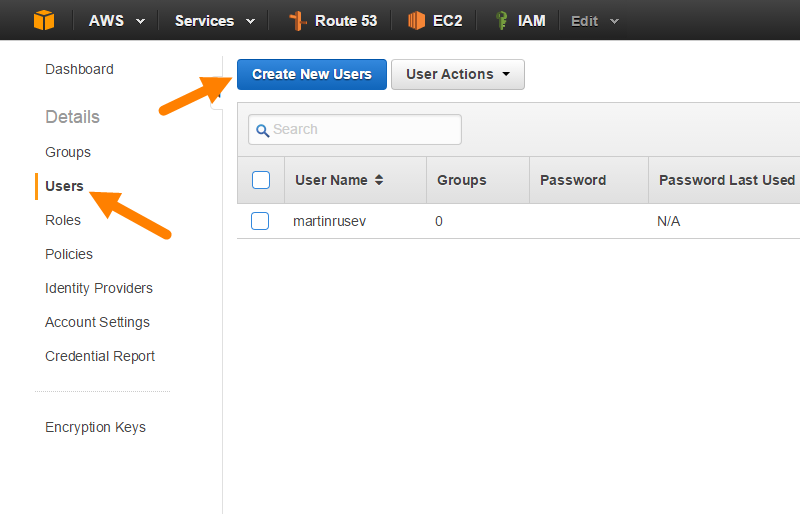 AWS Services Route 53 EC2 IAM Edit
Dashboard
Details
Groups
Users
Roles
Policies
Identity Providers
Account Settings
Credential Report
Encryption Keys
Create New Users User Actions
Search
User Name Groups Password Password Last Used
martinrusev 0 N/A